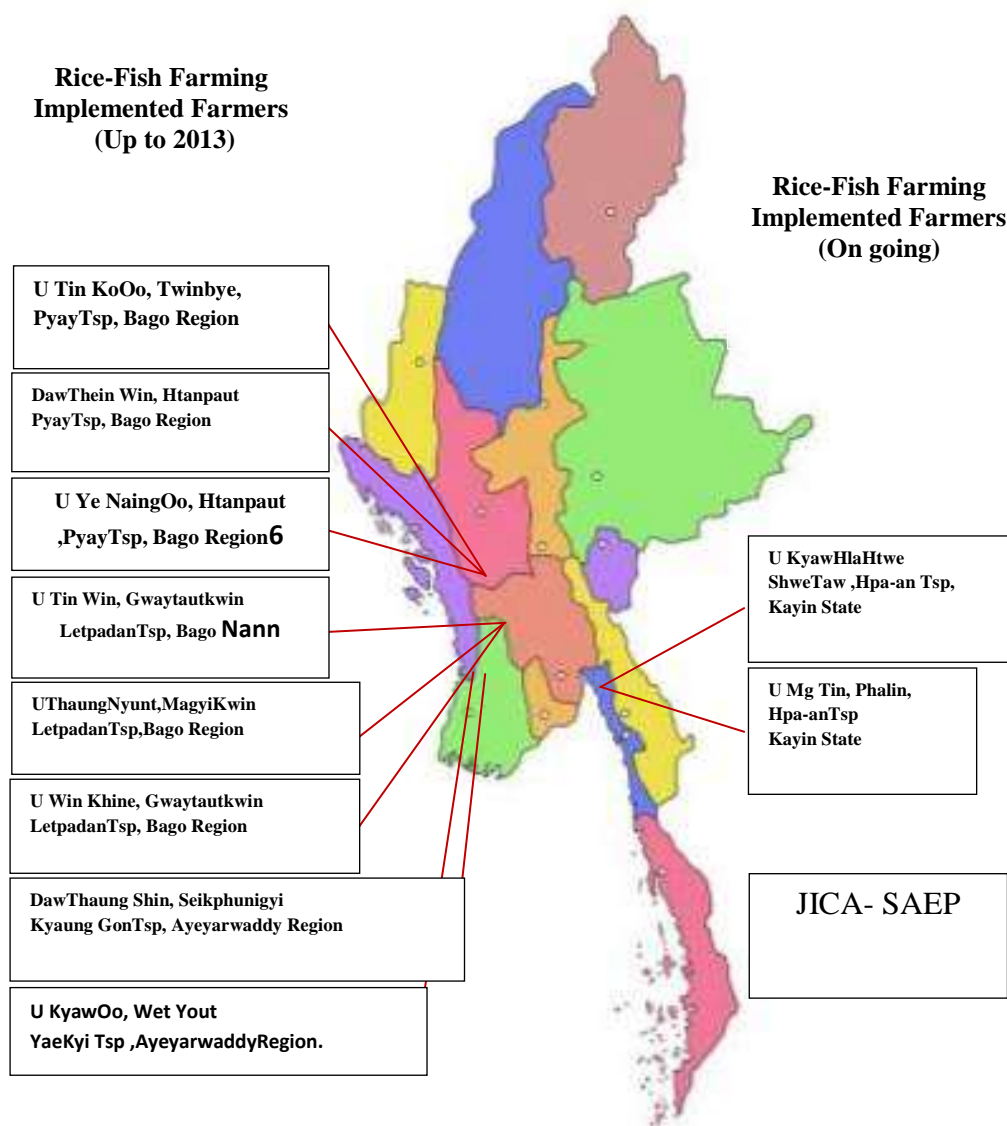 Rice-Fish Farming
Implemented Farmers
(Up to 2013)
Rice-Fish Farming
Implemented Farmers
(On going)
U Tin KoOo, Twinbye,
PyayTsp, Bago Region
DawThein Win, Htanpaut
PyayTsp, Bago Region
U Ye NaingOo, Htanpaut
,PyayTsp, Bago Region6
U Tin Win, Gwaytautkwin
LetpadanTsp, Bago Nann
UThaungNyunt,MagyiKwin
LetpadanTsp,Bago Region
U Win Khine, Gwaytautkwin
LetpadanTsp, Bago Region
DawThaung Shin, Seikphunigyi
Kyaung GonTsp, Ayeyarwaddy Region
U KyawOo, Wet Yout
YaeKyi Tsp ,AyeyarwaddyRegion.
U KyawHlaHtwe
ShweTaw ,Hpa-an Tsp,
Kayin State
U Mg Tin, Phalin,
Hpa-anTsp
Kayin State
JICA- SAEP